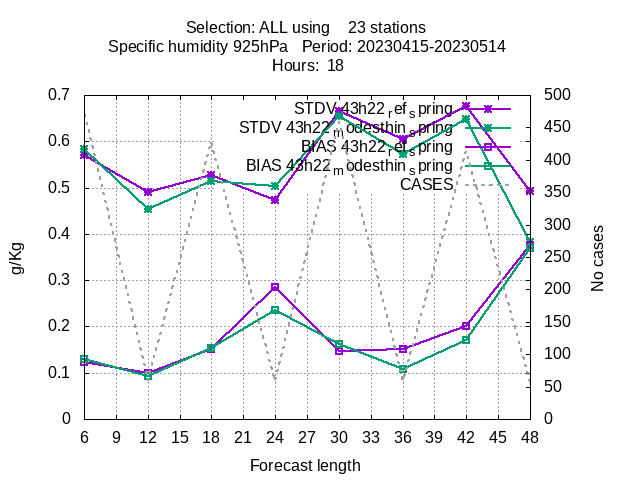 Selection: ALL using    23 stations
Specific humidity 925hPa   Period: 20230415-20230514
Hours: 18
STDV 43h22_ref_spring
STDV 43h22_modesthin_spring
BIAS 43h22_ref_spring
BIAS 43h22_modesthin_spring
CASES
0.7
0.6
0.5
0.4
0.3
0.2
0.1
0
g/Kg
500
450
400
350
300
250
200
150
100
50
0
No cases
6 9 12 15 18 21 24 27 30 33 36 39 42 45 48
Forecast length